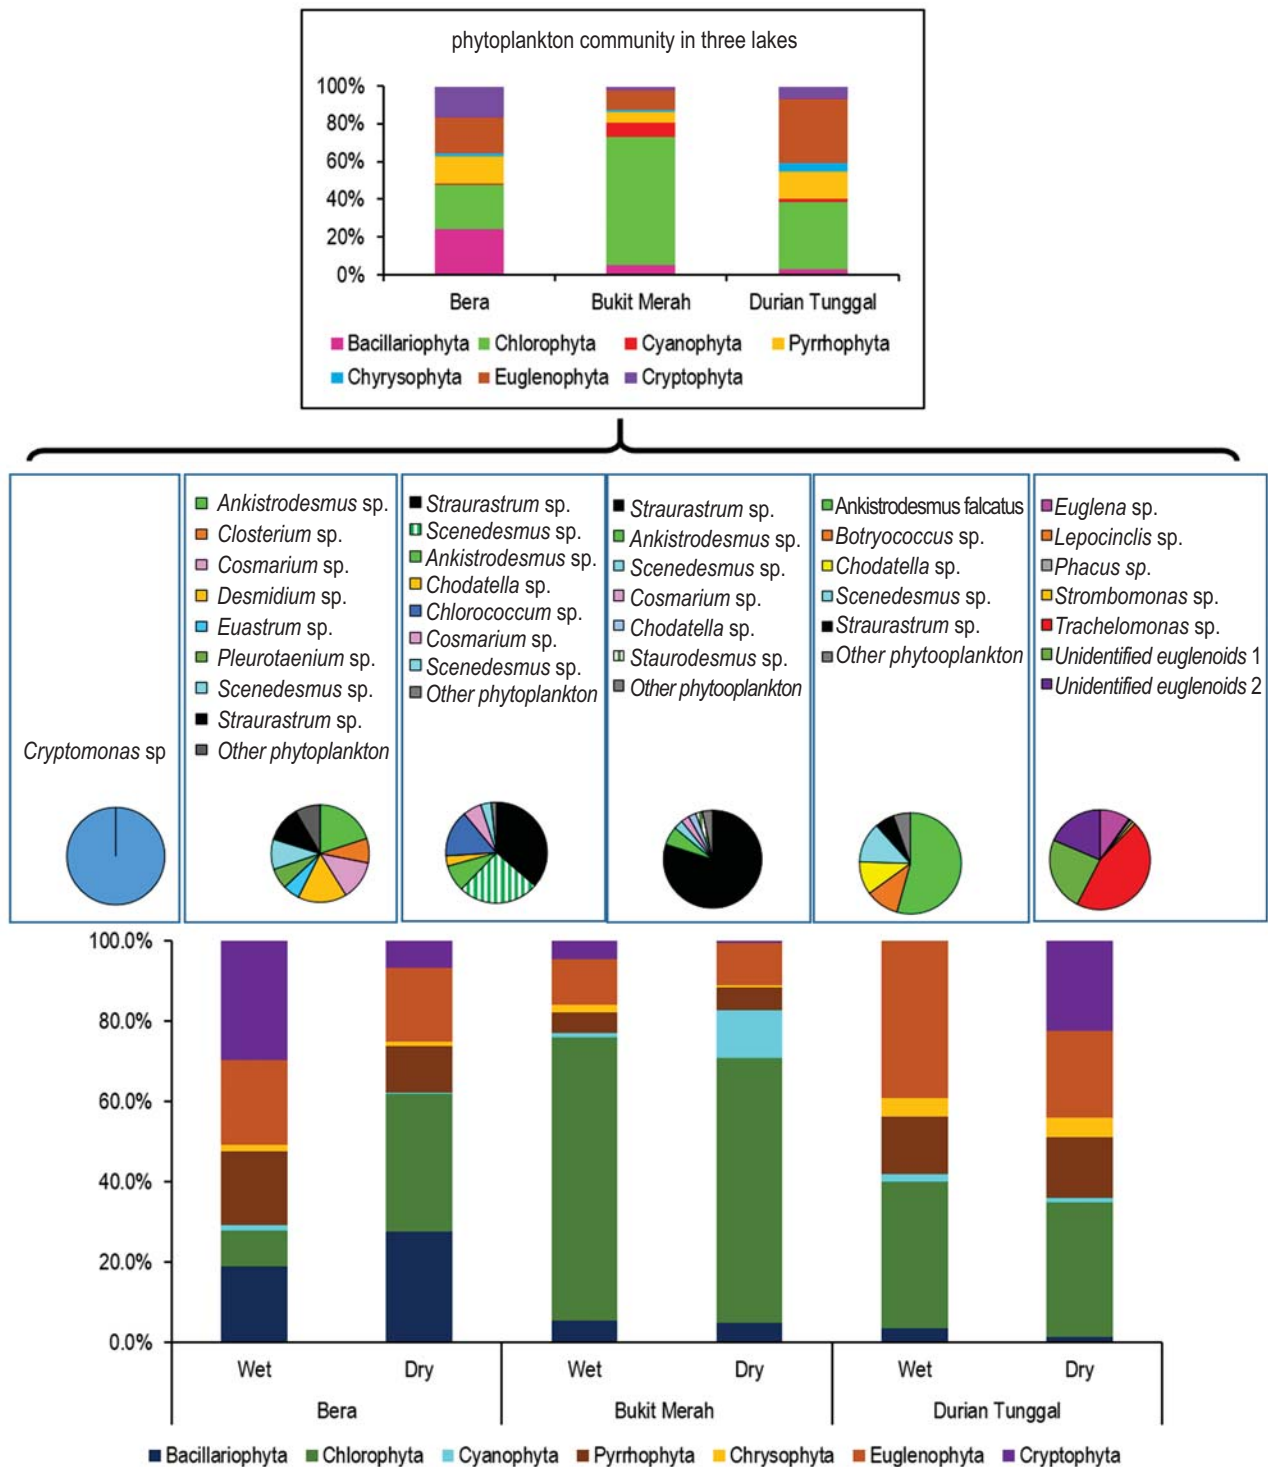 phytoplankton community in three lakes
100%
80%
60%
40%
20%
0%
Bera Bukit Merah Durian Tunggal
Bacillariophyta Chlorophyta Cyanophyta Pyrrhophyta
Chyrysophyta Euglenophyta Cryptophyta
Cryptomonas sp
Ankistrodesmus sp.
Closterium sp.
Cosmarium sp.
Desmidium sp.
Euastrum sp.
Pleurotaenium sp.
Scenedesmus sp.
Straurastrum sp.
Other phytoplankton
Straurastrum sp.
Scenedesmus sp.
Ankistrodesmus sp.
Chodatella sp.
Chlorococcum sp.
Cosmarium sp.
Scenedesmus sp.
Other phytoplankton
Straurastrum sp.
Ankistrodesmus sp.
Scenedesmus sp.
Cosmarium sp.
Chodatella sp.
Staurodesmus sp.
Other phytooplankton
Ankistrodesmus falcatus
Botryococcus sp.
Chodatella sp.
Scenedesmus sp.
Straurastrum sp.
Other phytooplankton
Euglena sp.
Lepocinclis sp.
Phacus sp.
Strombomonas sp.
Trachelomonas sp.
Unidentified euglenoids 1
Unidentified euglenoids 2
100.0%
80.0%
60.0%
40.0%
20.0%
0.0%
Wet Dry Wet Dry Wet Dry
Bera Bukit Merah Durian Tunggal
Bacillariophyta Chlorophyta Cyanophyta Pyrrhophyta Chrysophyta Euglenophyta Cryptophyta